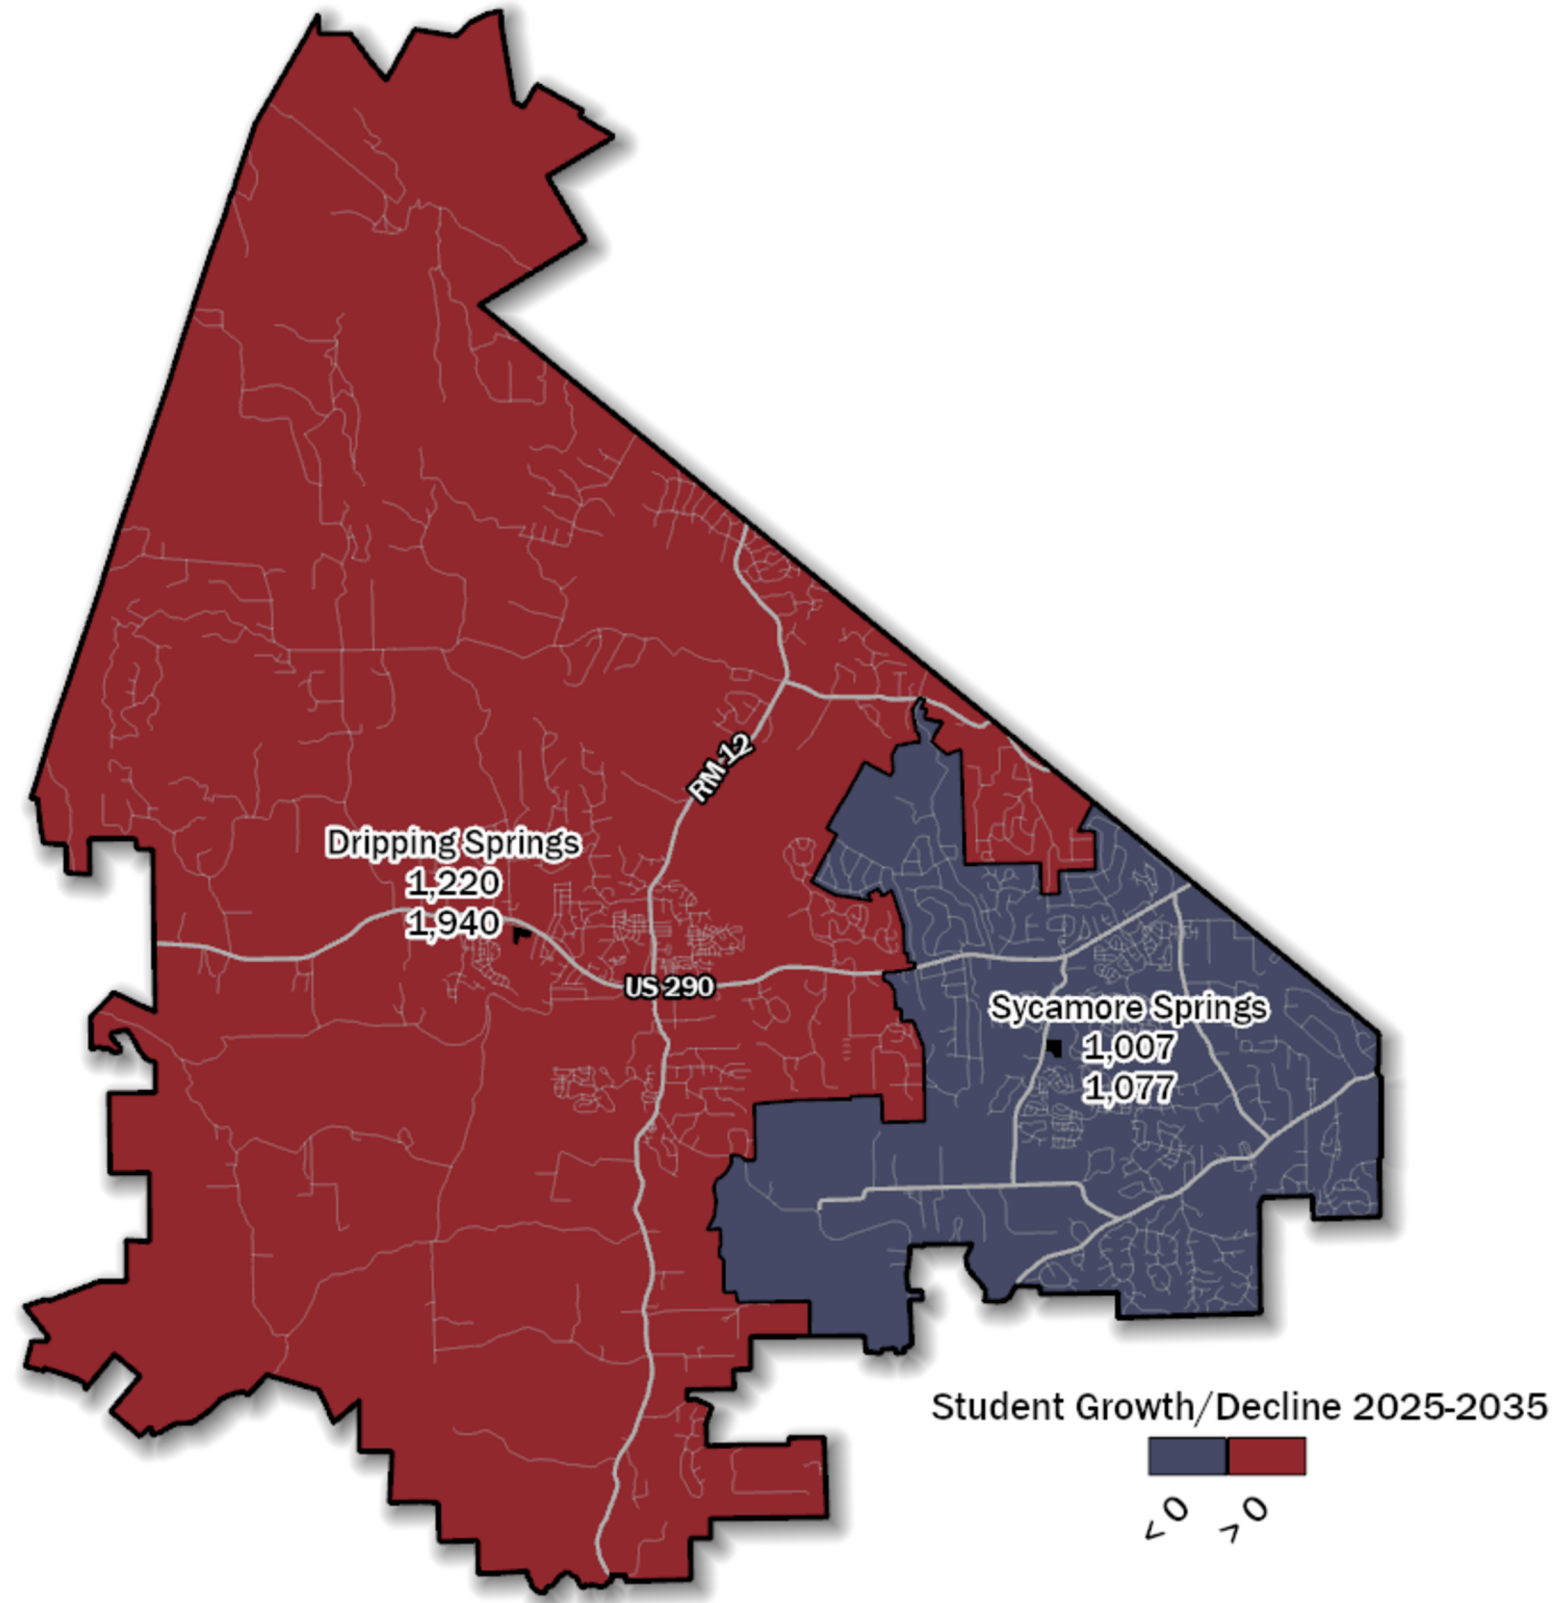 RM-12
Dripping Springs
1,220
1,940
US 290
Sycamore Springs
1,007
1,077
Student Growth/Decline 2025-2035
< 0
> 0